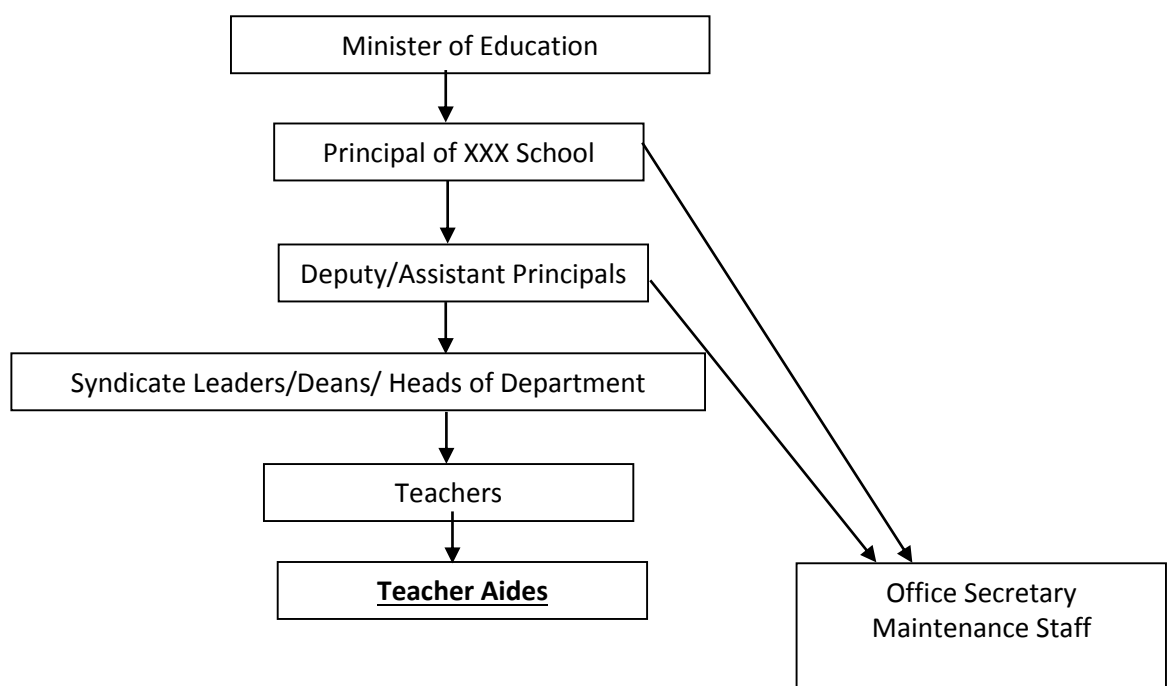 Minister of Education
Principal of XXX School
Deputy/Assistant Principals
Syndicate Leaders/Deans/ Heads of Department
Teachers
Teacher Aides
Office Secretary
Maintenance Staff